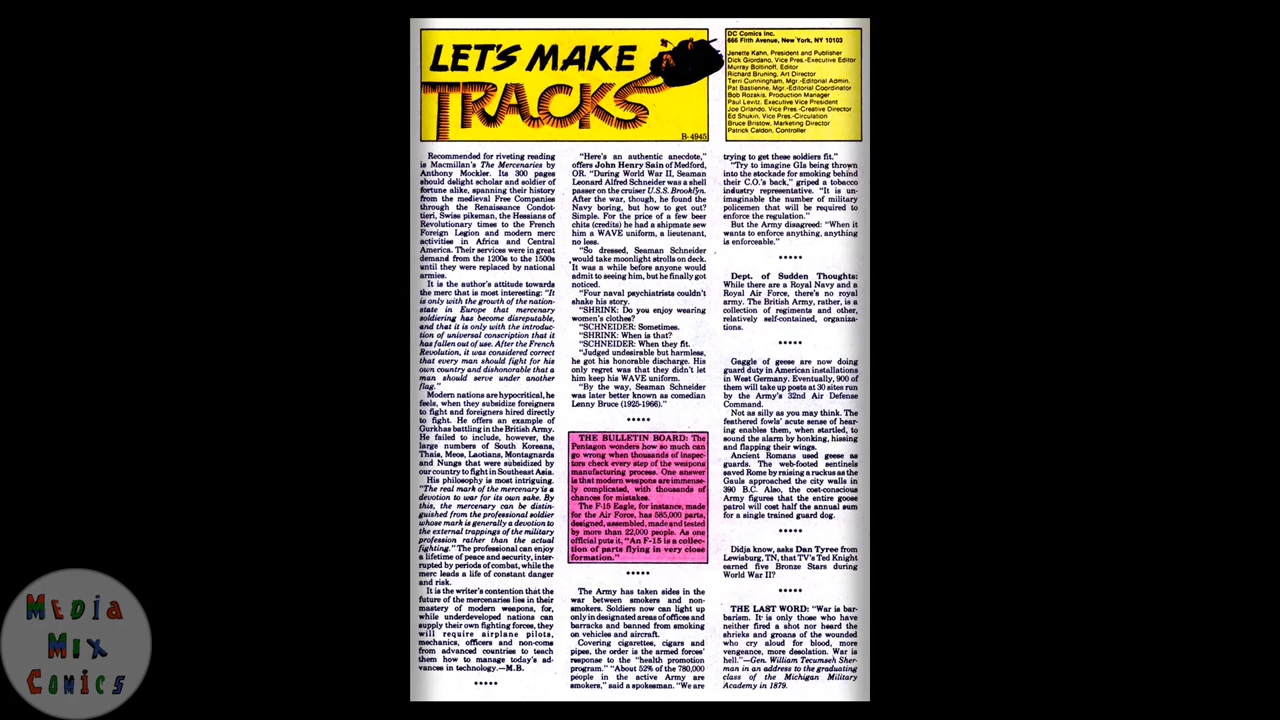 LET'S MAKE
TRACKS
B-4945
DC Comics Inc.
666 Fifth Avenue, New York, NY 10103
Jenette Kahn, President and Publisher
Dick Giordano, Vice Pres.-Executive Editor
Murray Boltinoff, Editor
Richard Bruning, Art Director
Terri Cunningham, Mgr.-Editorial Admin.
Pat Bastienne, Mgr.-Editorial Coordinator
Bob Rozakis, Production Manager
Paul Levitz, Executive Vice President
Joe Orlando, Vice Pres.-Creative Director
Ed Shukin, Vice Pres.-Circulation
Bruce Bristow, Marketing Director
Patrick Caldon, Controller
Recommended for riveting reading
is Macmillan's The Mercenaries by
Anthony Mockler. Its 300 pages
should delight scholar and soldier of
fortune alike, spanning their history
from the medieval Free Companies
through the Renaissance Condot-
tieri, Swiss pikeman, the Hessians of
Revolutionary times to the French
Foreign Legion and modern merc
activities in Africa and Central
America. Their services were in great
demand from the 1200s to the 1500s
until they were replaced by national
armies.
It is the author's attitude towards
the merc that is most interesting: "It
is only with the growth of the nation-
state in Europe that mercenary
soldiering has become disreputable,
and that it is only with the introduc-
tion of universal conscription that it
has fallen out of use. After the French
Revolution, it was considered correct
that every man should fight for his
own country and dishonorable that a
man should serve under another
flag."
Modern nations are hypocritical, he
feels, when they subsidize foreigners
to fight and foreigners hired directly
to fight. He offers an example of
Gurkhas battling in the British Army.
He failed to include, however, the
large numbers of South Koreans,
Thais, Meos, Laotians, Montagnards
and Nungs that were subsidized by
our country to fight in Southeast Asia.
His philosophy is most intriguing.
"The real mark of the mercenary is a
devotion to war for its own sake. By
this, the mercenary can be distin-
guished from the professional soldier
whose mark is generally a devotion to
the external trappings of the military
profession rather than the actual
fighting." The professional can enjoy
a lifetime of peace and security, inter-
rupted by periods of combat, while the
merc leads a life of constant danger
and risk.
It is the writer's contention that the
future of the mercenaries lies in their
mastery of modern weapons, for,
while underdeveloped nations can
supply their own fighting forces, they
will require airplane pilots,
mechanics, officers and non-coms
from advanced countries to teach
them how to manage today's ad-
vances in technology.—M.B.
*****
"Here's an authentic anecdote,"
offers John Henry Sain of Medford,
OR. "During World War II, Seaman
Leonard Alfred Schneider was a shell
passer on the cruiser U.S.S. Brooklyn.
After the war, though, he found the
Navy boring, but how to get out?
Simple. For the price of a few beer
chits (credits) he had a shipmate sew
him a WAVE uniform, a lieutenant,
no less.
"So dressed, Seaman Schneider
would take moonlight strolls on deck.
It was a while before anyone would
admit to seeing him, but he finally got
noticed.
"Four naval psychiatrists couldn't
shake his story.
"SHRINK: Do you enjoy wearing
women's clothes?
"SCHNEIDER: Sometimes.
"SHRINK: When is that?
"SCHNEIDER: When they fit.
"Judged undesirable but harmless,
he got his honorable discharge. His
only regret was that they didn't let
him keep his WAVE uniform.
"By the way, Seaman Schneider
was later better known as comedian
Lenny Bruce (1925-1966)."
*****
THE BULLETIN BOARD: The
Pentagon wonders how so much can
go wrong when thousands of inspec-
tors check every step of the weapons
manufacturing process. One answer
is that modern weapons are immense-
ly complicated, with thousands of
chances for mistakes.
The F-15 Eagle, for instance, made
for the Air Force, has 585,000 parts,
designed, assembled, made and tested
by more than 22,000 people. As one
official puts it, "An F-15 is a collec-
tion of parts flying in very close
formation."
*****
The Army has taken sides in the
war between smokers and non-
smokers. Soldiers now can light up
only in designated areas of offices and
barracks and banned from smoking
on vehicles and aircraft.
Covering cigarettes, cigars and
pipes, the order is the armed forces'
response to the "health promotion
program." "About 52% of the 780,000
people in the active Army are
smokers," said a spokesman. "We are
trying to get these soldiers fit."
"Try to imagine GIs being thrown
into the stockade for smoking behind
their C.O.'s back," griped a tobacco
industry representative. "It is un-
imaginable the number of military
policemen that will be required to
enforce the regulation."
But the Army disagreed: "When it
wants to enforce anything, anything
is enforceable."
*****
Dept. of Sudden Thoughts:
While there are a Royal Navy and a
Royal Air Force, there's no royal
army. The British Army, rather, is a
collection of regiments and other,
relatively self-contained, organiza-
tions.
*****
Gaggle of geese are now doing
guard duty in American installations
in West Germany. Eventually, 900 of
them will take up posts at 30 sites run
by the Army's 32nd Air Defense
Command.
Not as silly as you may think. The
feathered fowls' acute sense of hear-
ing enables them, when startled, to
sound the alarm by honking, hissing
and flapping their wings.
Ancient Romans used geese as
guards. The web-footed sentinels
saved Rome by raising a ruckus as the
Gauls approached the city walls in
390 B.C. Also, the cost-conscious
Army figures that the entire goose
patrol will cost half the annual sum
for a single trained guard dog.
*****
Didja know, asks Dan Tyree from
Lewisburg, TN, that TV's Ted Knight
earned five Bronze Stars during
World War II?
*****
THE LAST WORD: "War is bar-
barism. It is only those who have
neither fired a shot nor heard the
shrieks and groans of the wounded
who cry aloud for blood, more
vengeance, more desolation. War is
hell."—Gen. William Tecumseh Sher-
man in an address to the graduating
class of the Michigan Military
Academy in 1879.
MEDIA
MIX
COMICS